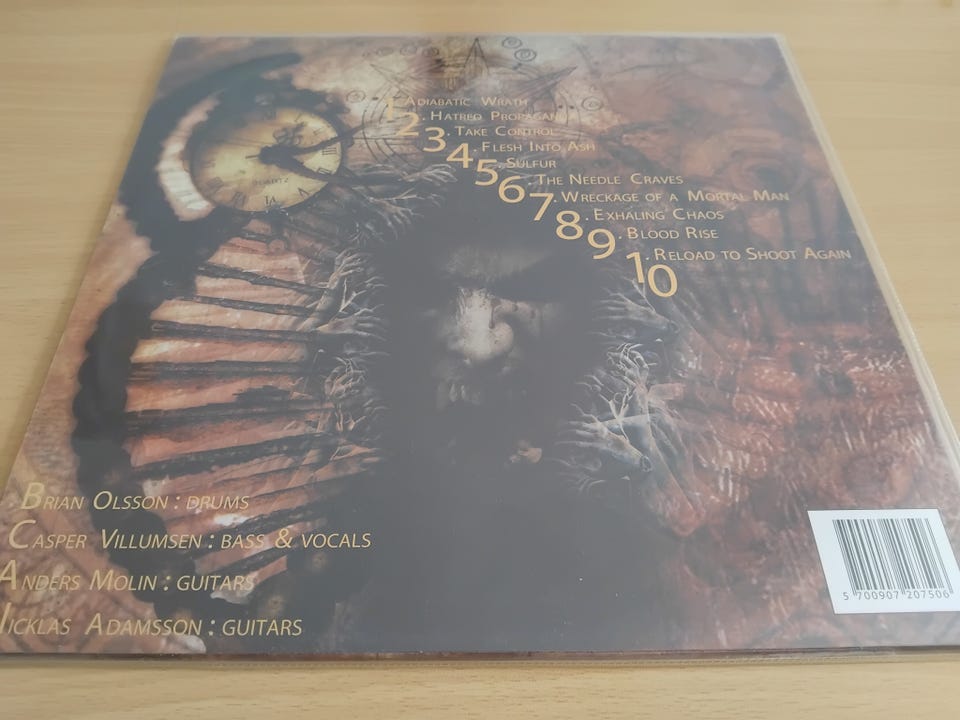 1. Adiabatic Wrath
2. Hatred Propaganda
3. Take Control
4. Flesh Into Ash
5. Sulfur
6. The Needle Craves
7. Wreckage of a Mortal Man
8. Exhaling Chaos
9. Blood Rise
10. Reload to Shoot Again
QUARTZ
Brian Olsson : drums
Casper Villumsen : bass & vocals
Anders Molin : guitars
Nicklas Adamsson : guitars
5 700907 207506